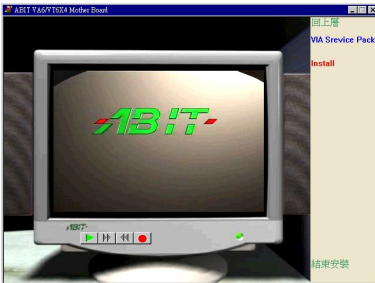 ABIT VA6/VT6X4 Mother Board
回上層
VIA Srevice Pack
Install
ABIT
ABIT
結束安裝